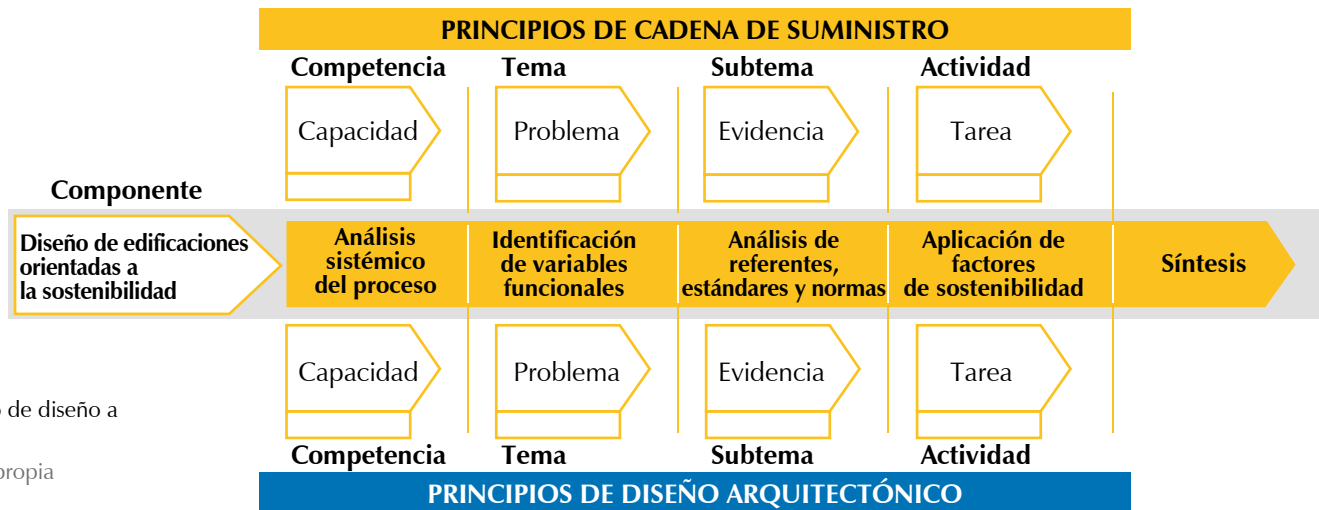 PRINCIPIOS DE CADENA DE SUMINISTRO
Competencia Tema Subtema Actividad
Capacidad Problema Evidencia Tarea
Componente
Diseño de edificaciones
orientadas a
la sostenibilidad
Análisis
sistémico
del proceso
Identificación
de variables
funcionales
Análisis de
referentes,
estándares y normas
Aplicación de
factores
de sostenibilidad
Síntesis
Capacidad Problema Evidencia Tarea
de diseño a
propia
Competencia Tema Subtema Actividad
PRINCIPIOS DE DISEÑO ARQUITECTÓNICO